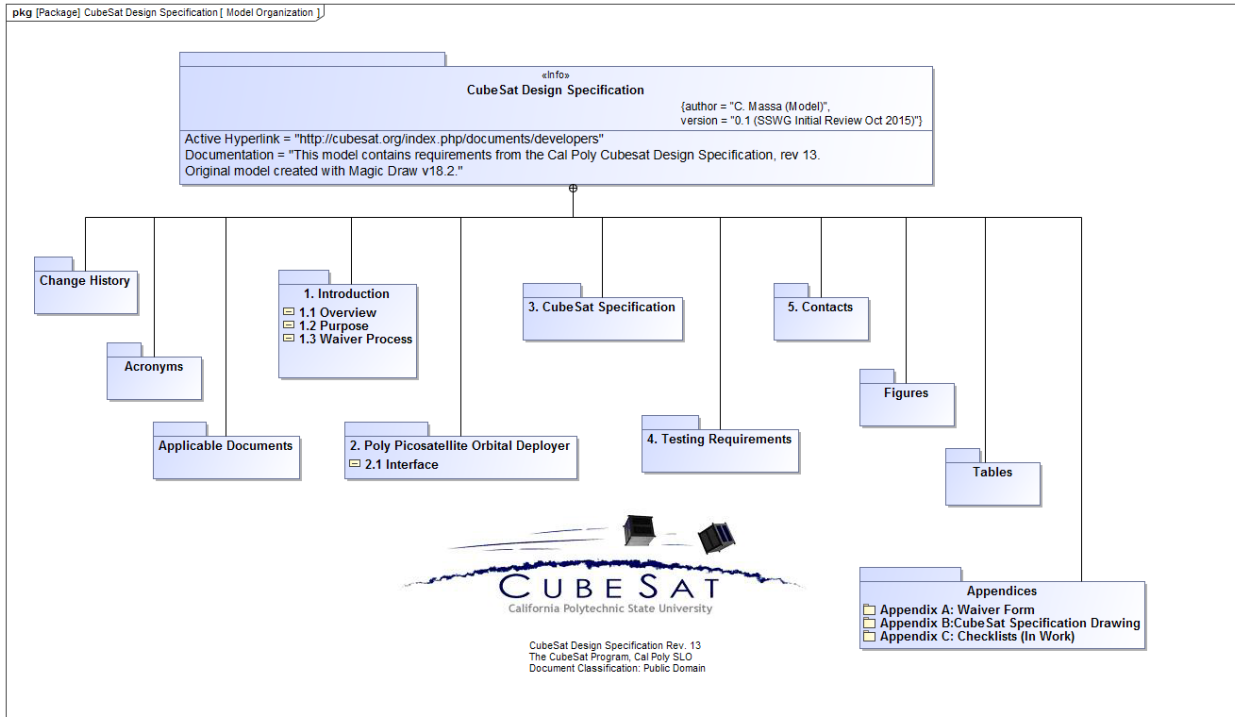 pkg [Package] CubeSat Design Specification [ Model Organization ]
«Info»
CubeSat Design Specification
{author = "C. Massa (Model)",
version = "0.1 (SSWG Initial Review Oct 2015)"}
Active Hyperlink = "http://cubesat.org/index.php/documents/developers"
Documentation = "This model contains requirements from the Cal Poly Cubesat Design Specification, rev 13.
Original model created with Magic Draw v18.2."
Change History
Acronyms
Applicable Documents
1. Introduction
1.1 Overview
1.2 Purpose
1.3 Waiver Process
2. Poly Picosatellite Orbital Deployer
2.1 Interface
3. CubeSat Specification
4. Testing Requirements
5. Contacts
Figures
Tables
Appendices
Appendix A: Waiver Form
Appendix B:CubeSat Specification Drawing
Appendix C: Checklists (In Work)
CUBESAT
California Polytechnic State University
CubeSat Design Specification Rev. 13
The CubeSat Program, Cal Poly SLO
Document Classification: Public Domain